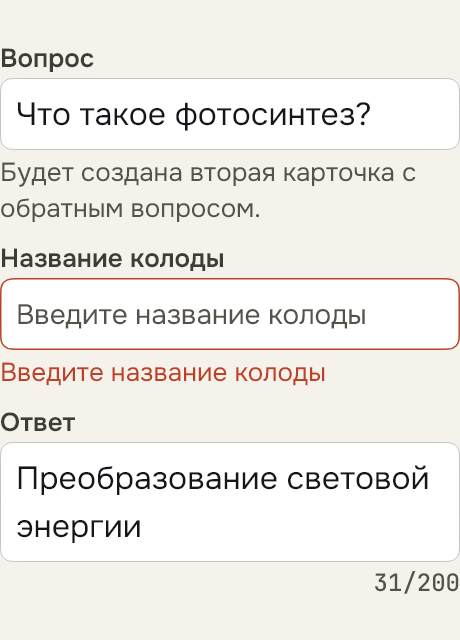 Вопрос
Что такое фотосинтез?
Будет создана вторая карточка с
обратным вопросом.
Название колоды
Введите название колоды
Введите название колоды
Ответ
Преобразование световой
энергии
31/200